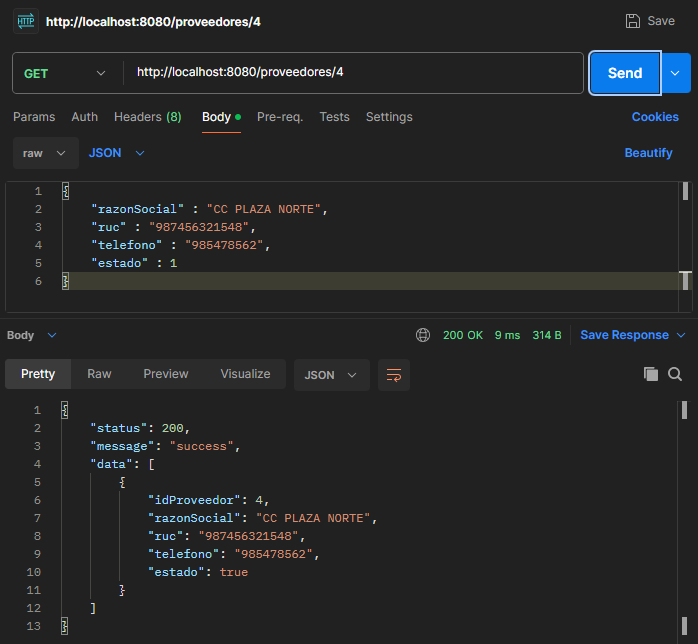 HTTP http://localhost:8080/proveedores/4 Save
GET http://localhost:8080/proveedores/4 Send
Params Auth Headers (8) Body Pre-req. Tests Settings Cookies
raw JSON Beautify
1 {
2 "razonSocial" : "CC PLAZA NORTE",
3 "ruc" : "987456321548",
4 "telefono" : "985478562",
5 "estado" : 1
6 }
Body 200 OK 9 ms 314 B Save Response
Pretty Raw Preview Visualize JSON
1 {
2 "status": 200,
3 "message": "success",
4 "data": [
5 {
6 "idProveedor": 4,
7 "razonSocial": "CC PLAZA NORTE",
8 "ruc": "987456321548",
9 "telefono": "985478562",
10 "estado": true
11 }
12 ]
13 }